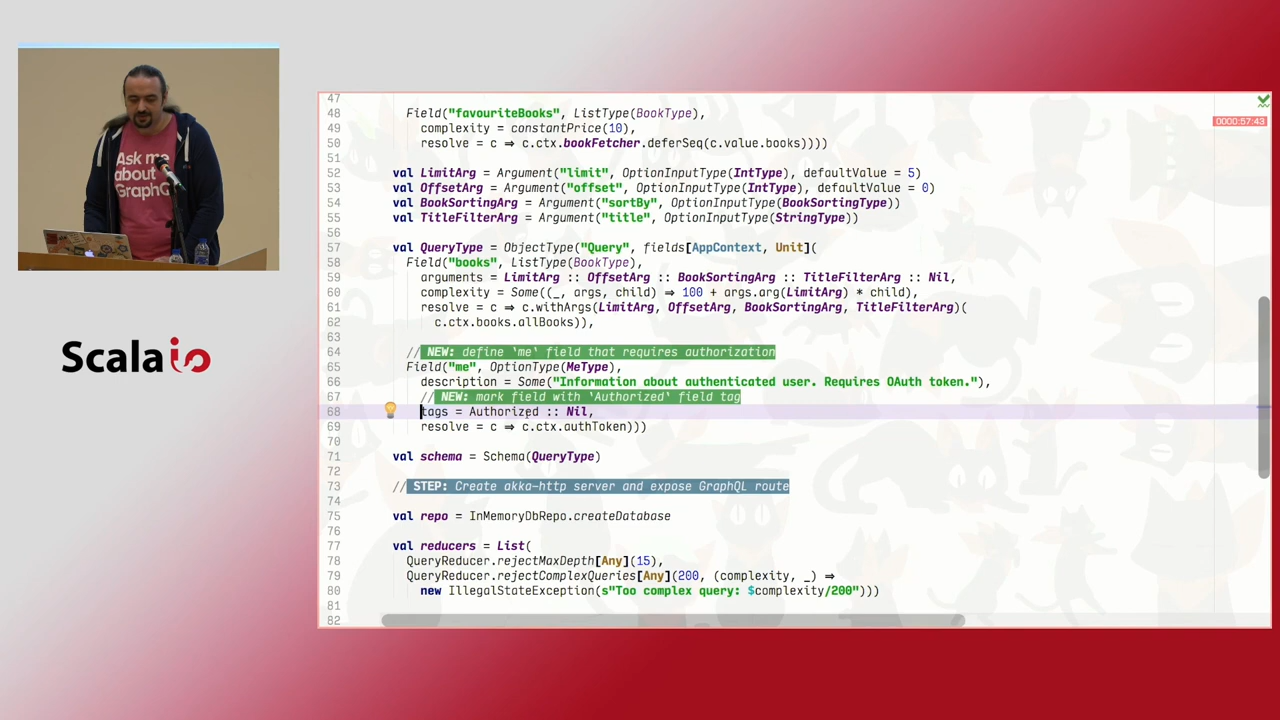 Ask me
about
GraphQ
Scala io
0000:57:43
47
48 Field("favouriteBooks", ListType(BookType),
49 complexity = constantPrice(10),
50 resolve = c ⇒ c.ctx.bookFetcher.deferSeq(c.value.books))))
51
52 val LimitArg = Argument("limit", OptionInputType(IntType), defaultValue = 5)
53 val OffsetArg = Argument("offset", OptionInputType(IntType), defaultValue = 0)
54 val BookSortingArg = Argument("sortBy", OptionInputType(BookSortingType))
55 val TitleFilterArg = Argument("title", OptionInputType(StringType))
56
57 val QueryType = ObjectType("Query", fields[AppContext, Unit](
58 Field("books", ListType(BookType),
59 arguments = LimitArg :: OffsetArg :: BookSortingArg :: TitleFilterArg :: Nil,
60 complexity = Some((_, args, child) ⇒ 100 + args.arg(LimitArg) * child),
61 resolve = c ⇒ c.withArgs(LimitArg, OffsetArg, BookSortingArg, TitleFilterArg)(
62 c.ctx.books.allBooks)),
63
64 // NEW: define `me` field that requires authorization
65 Field("me", OptionType(MeType),
66 description = Some("Information about authenticated user. Requires OAuth token."),
67 // NEW: mark field with `Authorized` field tag
68 tags = Authorized :: Nil,
69 resolve = c ⇒ c.ctx.authToken)))
70
71 val schema = Schema(QueryType)
72
73 // STEP: Create akka-http server and expose GraphQL route
74
75 val repo = InMemoryDbRepo.createDatabase
76
77 val reducers = List(
78 QueryReducer.rejectMaxDepth[Any](15),
79 QueryReducer.rejectComplexQueries[Any](200, (complexity, _) ⇒
80 new IllegalStateException(s"Too complex query: $complexity/200")))
81
82